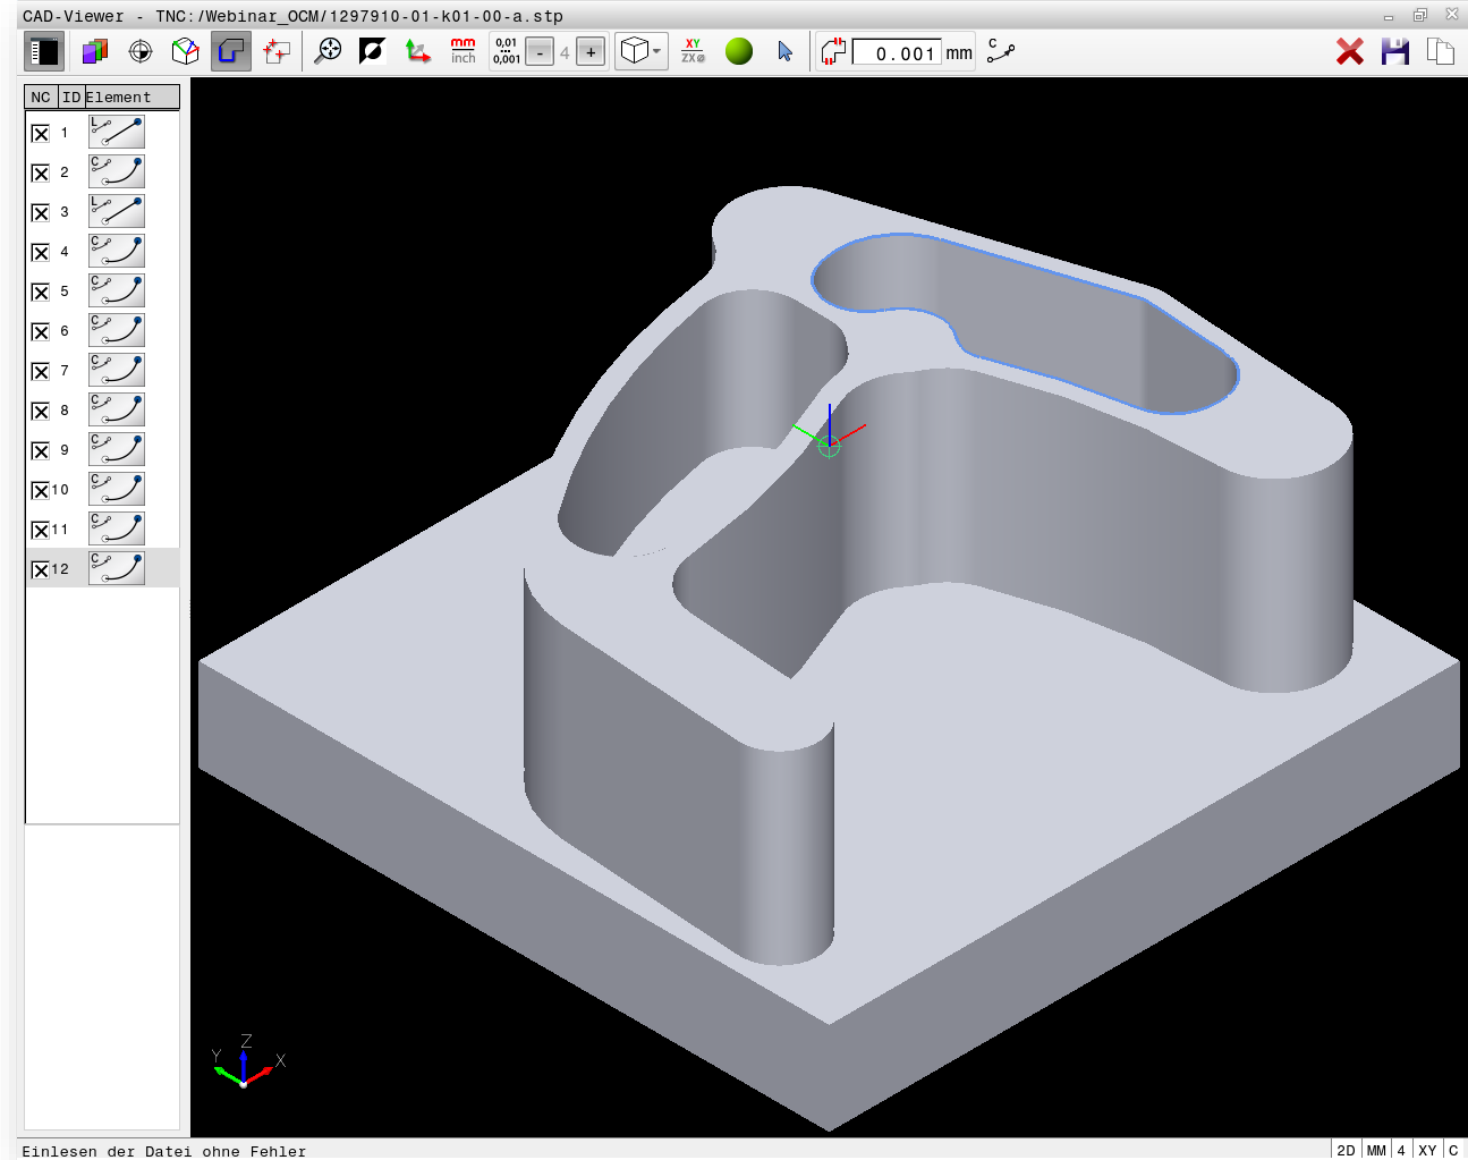 CAD-Viewer - TNC:/Webinar_OCM/1297910-01-k01-00-a.stp
mm
inch
0,01
0,001
- 4 +
XY
ZXø
0.001 mm
C
NC ID Element
1 L
2 C
3 L
4 C
5 C
6 C
7 C
8 C
9 C
10 C
11 C
12 C
Z
Y
X
Einlesen der Datei ohne Fehler
2D MM 4 XY C